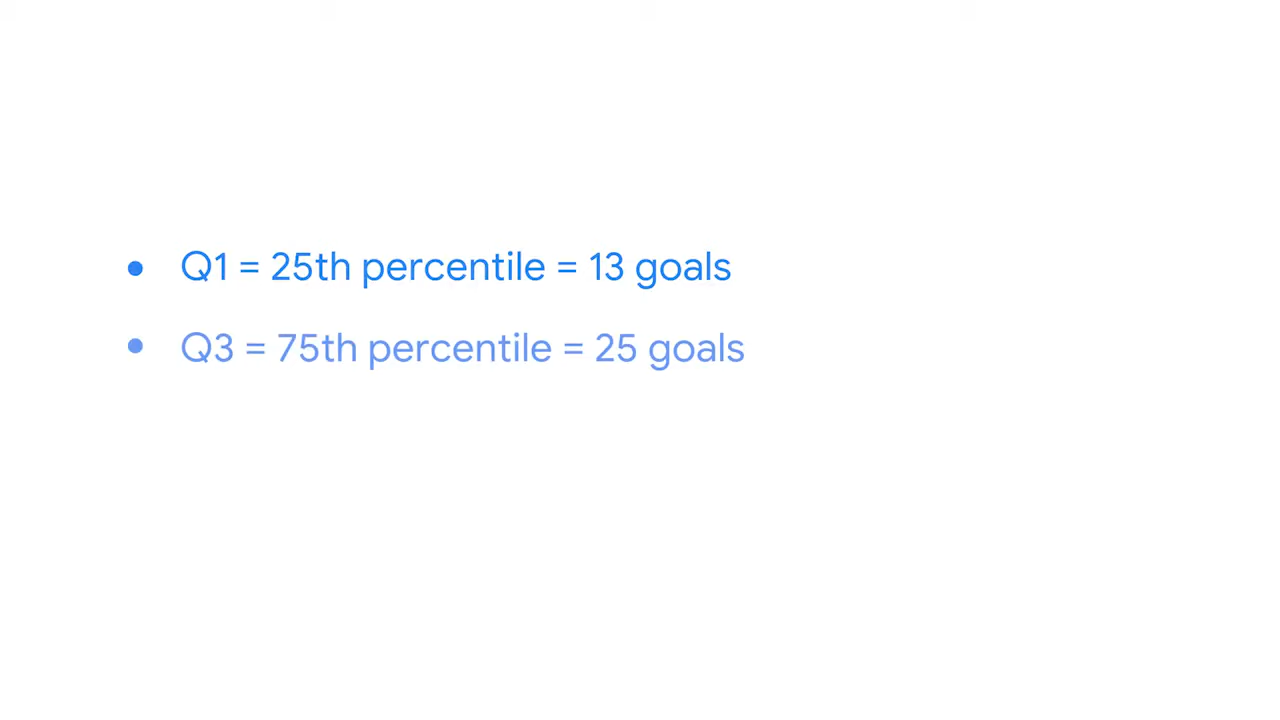 • Q1 = 25th percentile = 13 goals
• Q3 = 75th percentile = 25 goals